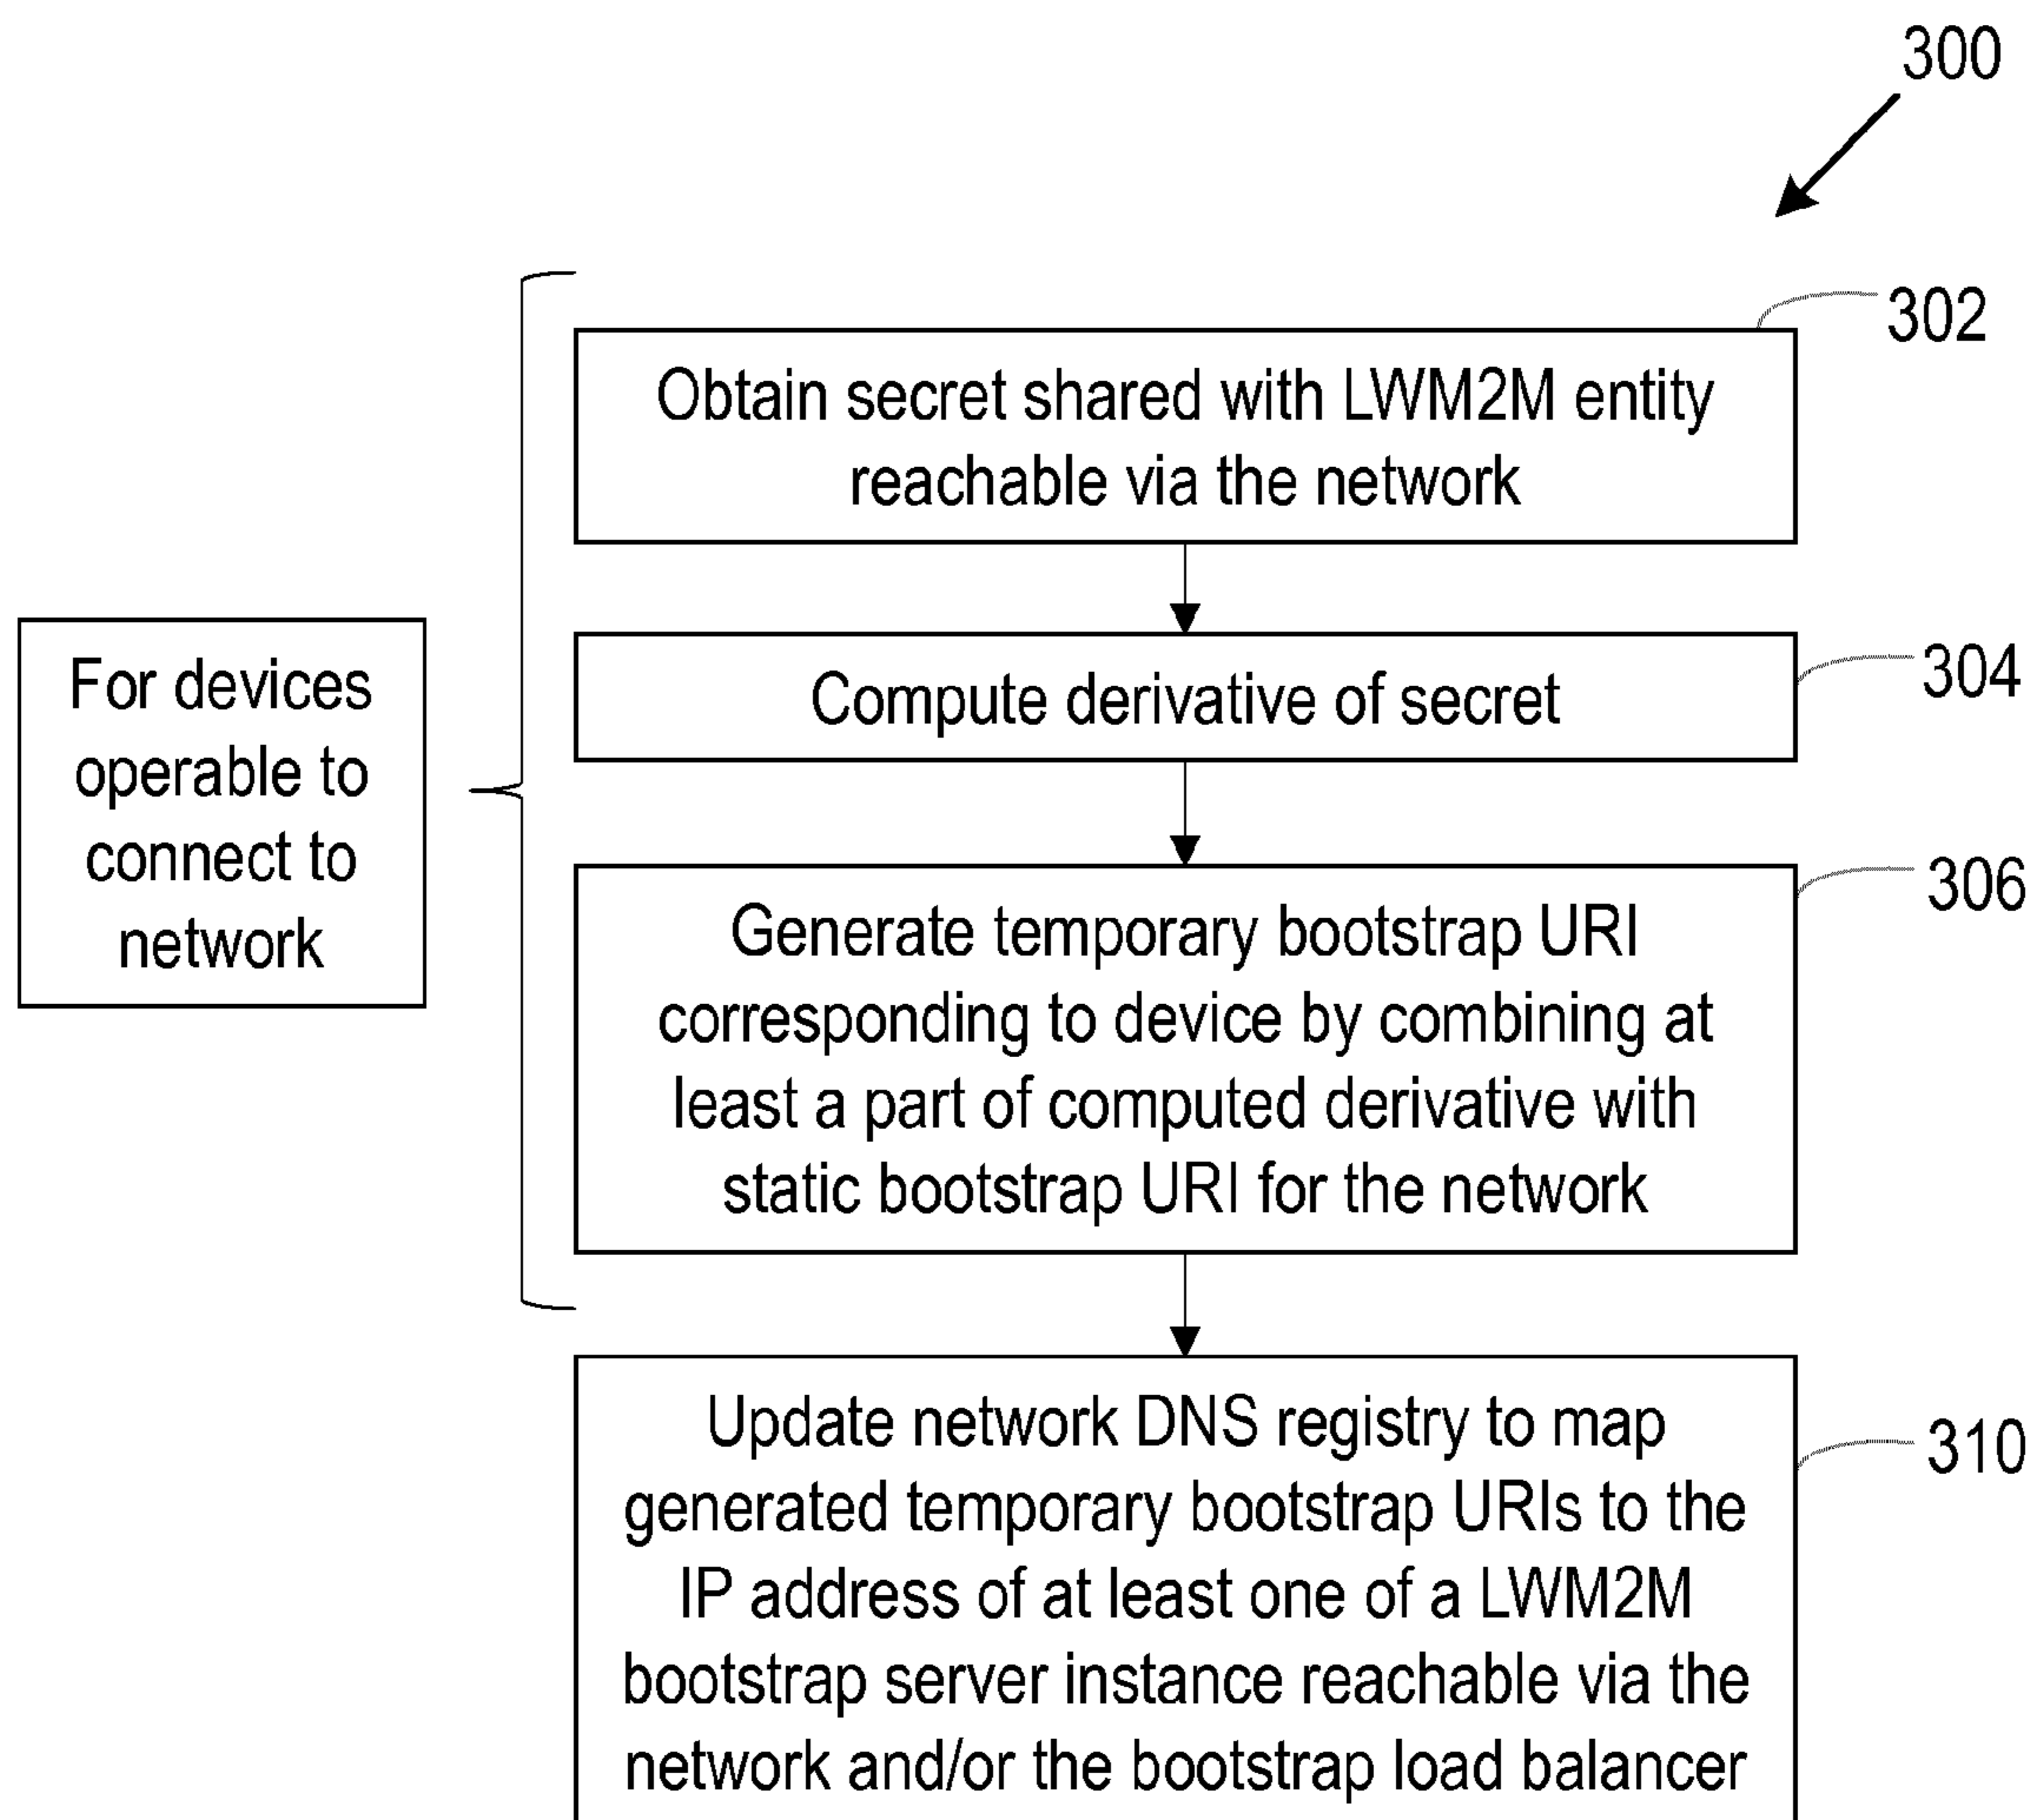 300
302
Obtain secret shared with LWM2M entity
reachable via the network
For devices
operable to
connect to
network
304
Compute derivative of secret
306
Generate temporary bootstrap URI
corresponding to device by combining at
least a part of computed derivative with
static bootstrap URI for the network
310
Update network DNS registry to map
generated temporary bootstrap URIs to the
IP address of at least one of a LWM2M
bootstrap server instance reachable via the
network and/or the bootstrap load balancer